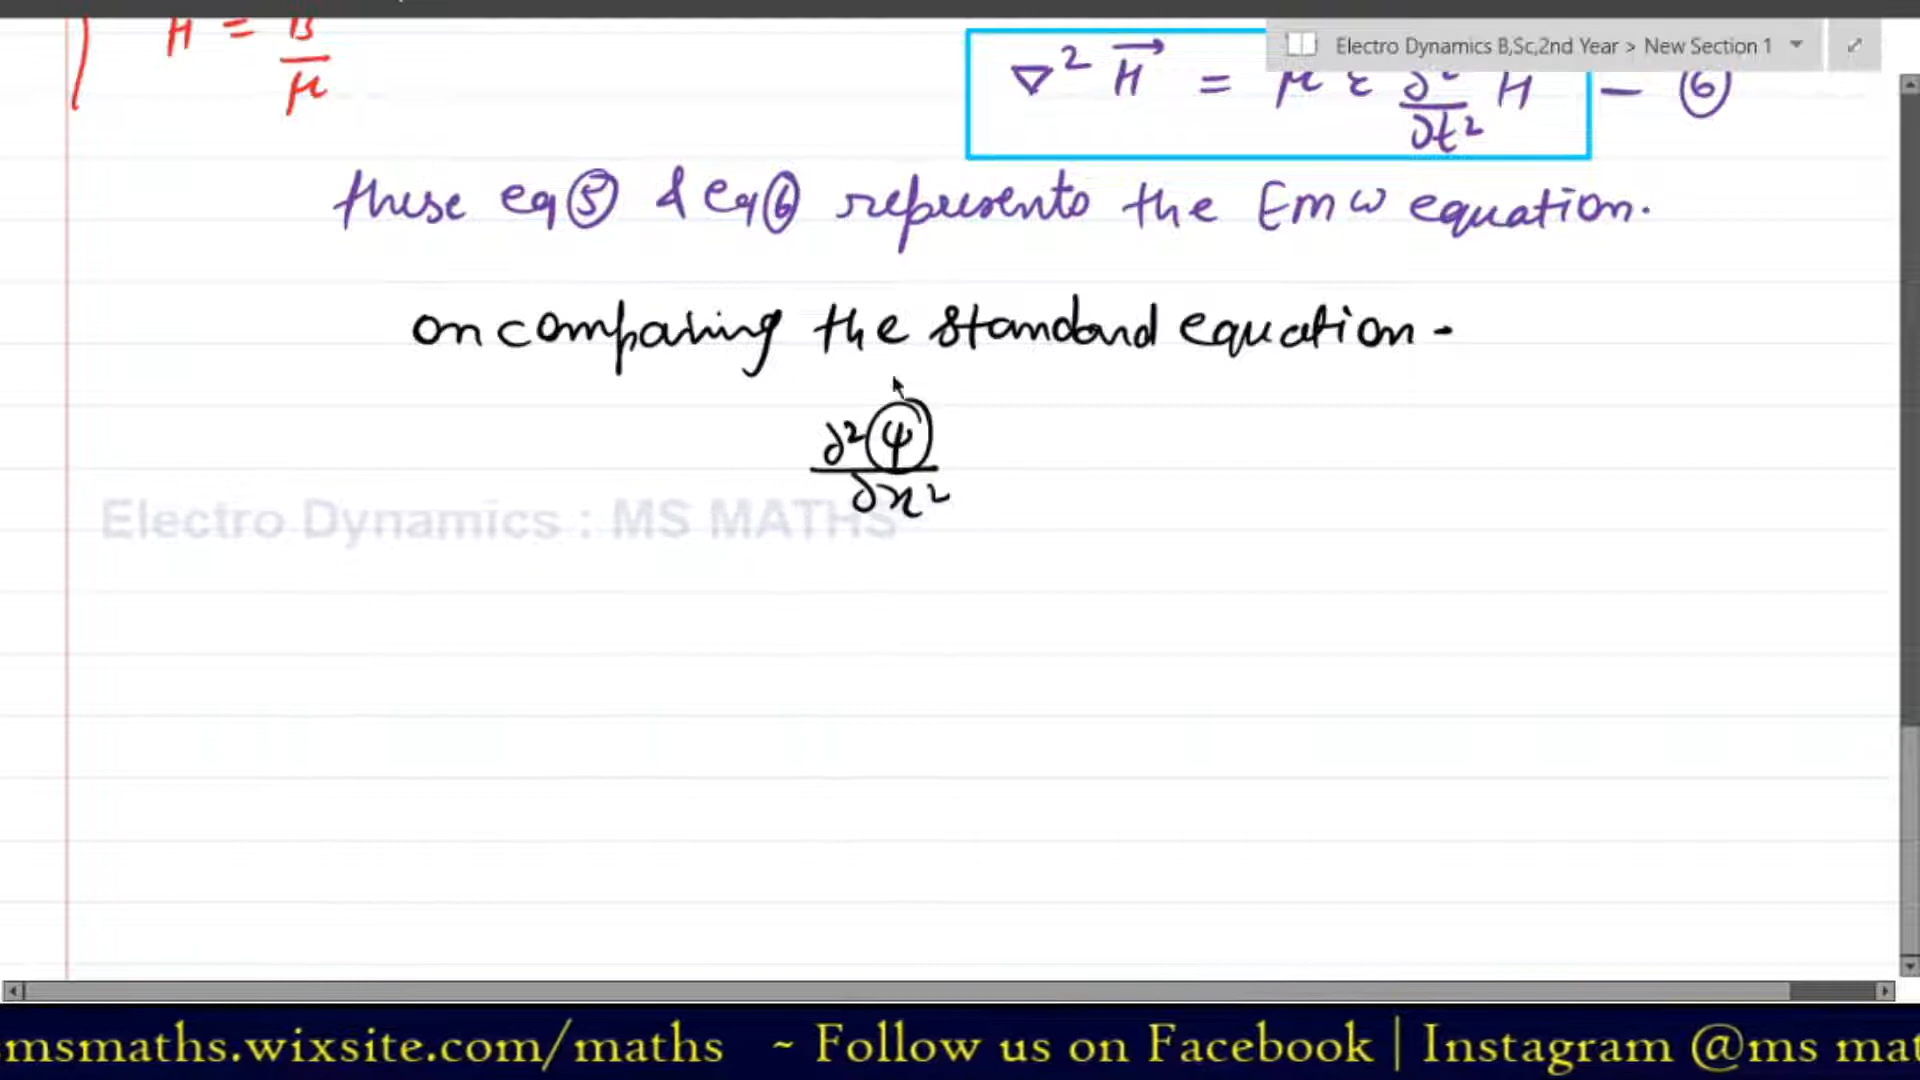 H = B / μ
Electro Dynamics B,Sc,2nd Year > New Section 1
∇² H⃗ = μ ε ∂² / ∂t² H - ⑥
these eq ⑤ & eq ⑥ represents the EmW equation.
on comparing the standard equation -
∂² ψ / ∂x²
Electro Dynamics : MS MATHS
msmaths.wixsite.com/maths ~ Follow us on Facebook | Instagram @ms mat